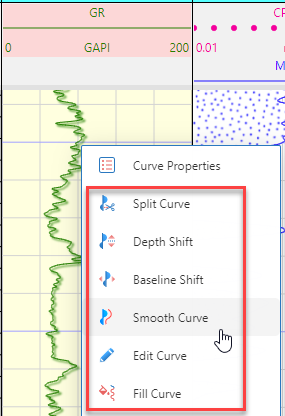 GR
CP
0 GAPI 200 0.01
M
Curve Properties
Split Curve
Depth Shift
Baseline Shift
Smooth Curve
Edit Curve
Fill Curve